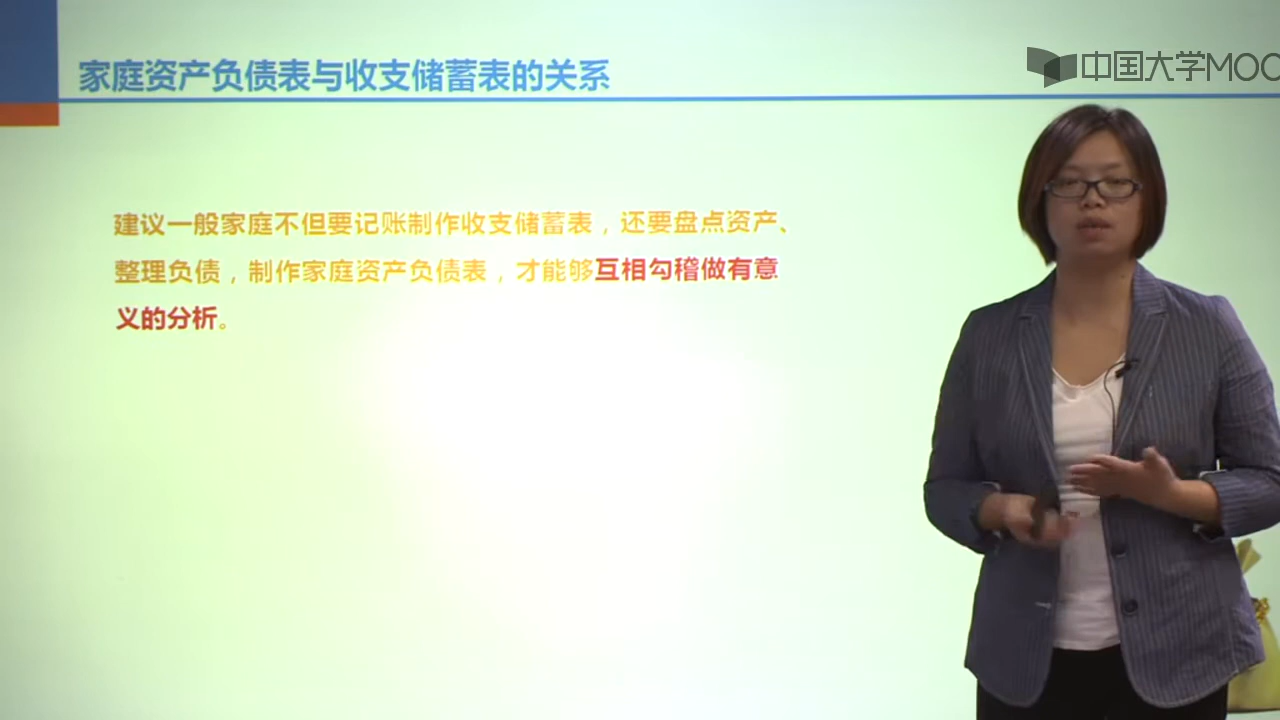 家庭资产负债表与收支储蓄表的关系
中国大学MOO
建议一般家庭不但要记账制作收支储蓄表，还要盘点资产、
整理负债，制作家庭资产负债表，才能够互相勾稽做有意
义的分析。